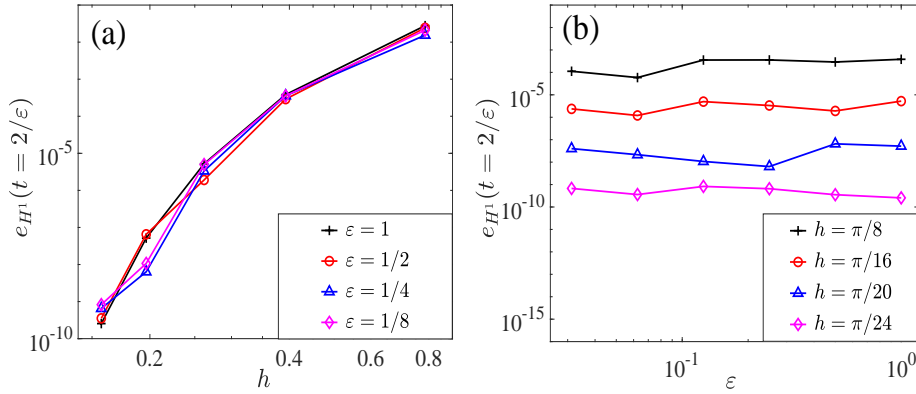 (a)
e_{H^1}(t = 2/ε)
10^{-5}
10^{-10}
0.2
0.4
0.6
0.8
h
ε = 1
ε = 1/2
ε = 1/4
ε = 1/8
(b)
e_{H^1}(t = 2/ε)
10^0
10^{-5}
10^{-10}
10^{-15}
10^{-1}
10^0
ε
h = π/8
h = π/16
h = π/20
h = π/24